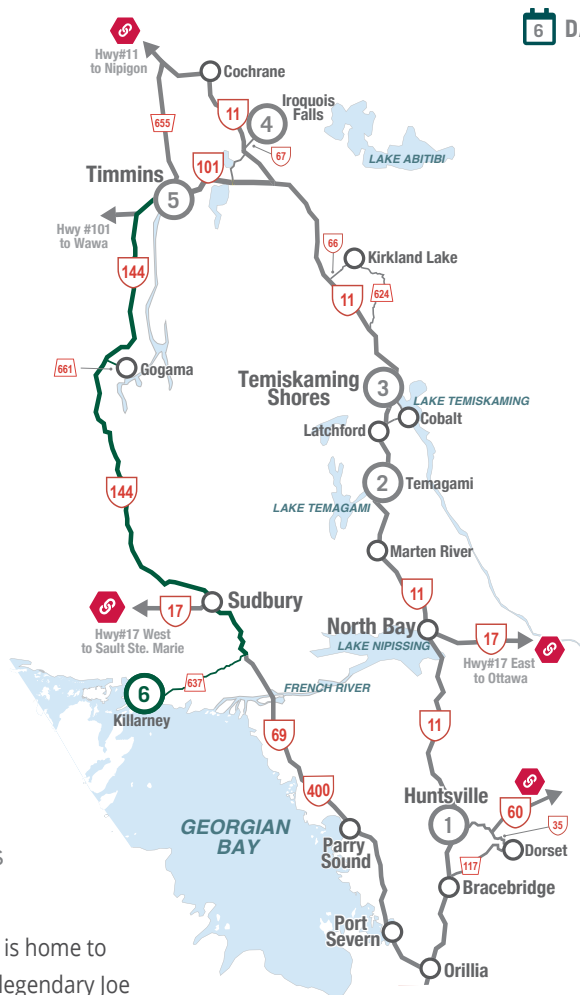 6 D
Hwy#11
to Nipigon
Cochrane
Iroquois
Falls
11
4
655
67
LAKE ABITIBI
Timmins
101
5
Hwy #101
to Wawa
66
Kirkland Lake
144
11
624
661
Gogama
Temiskaming
Shores
3
LAKE TEMISKAMING
Cobalt
Latchford
144
2
Temagami
LAKE TEMAGAMI
Marten River
11
Sudbury
17
Hwy#17 West
to Sault Ste. Marie
North Bay
17
LAKE NIPISSING
Hwy#17 East
to Ottawa
637
6
Killarney
FRENCH RIVER
69
11
400
Huntsville
60
1
35
GEORGIAN
BAY
Parry
Sound
Dorset
117
Bracebridge
s
Port
Severn
is home to
Orillia
legendary Joe